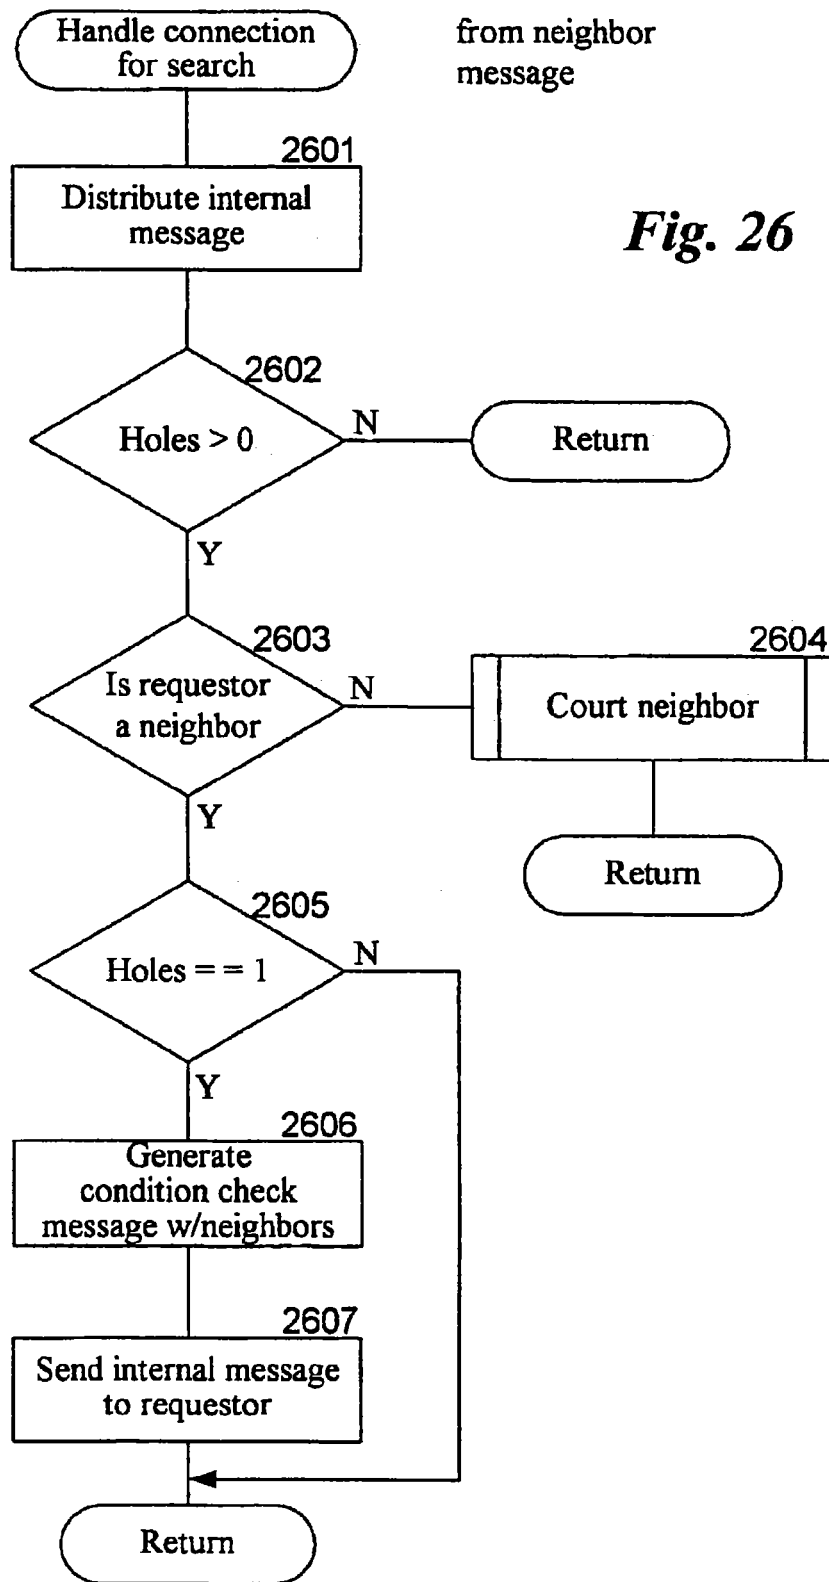 Handle connection
for search
from neighbor
message
2601
Distribute internal
message
Fig. 26
2602
Holes > 0
N
Return
Y
2603
Is requestor
a neighbor
N
2604
Court neighbor
Y
Return
2605
Holes = = 1
N
Y
2606
Generate
condition check
message w/neighbors
2607
Send internal message
to requestor
Return